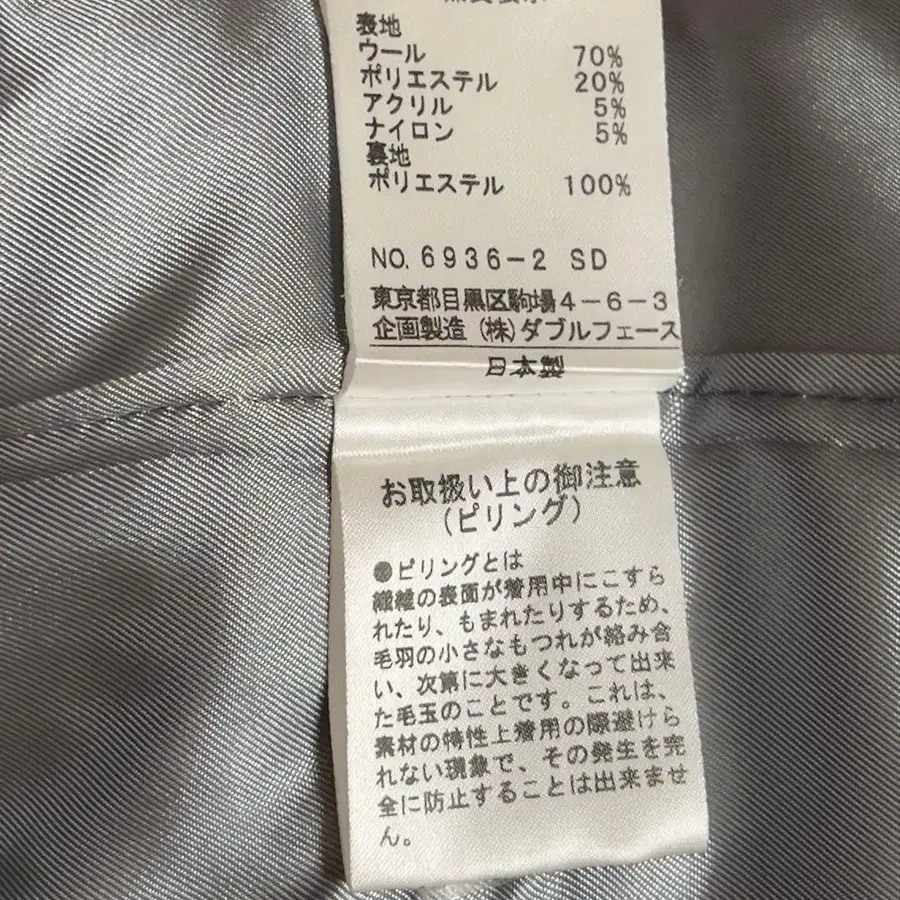 表地
ウール 70%
ポリエステル 20%
アクリル 5%
ナイロン 5%
裏地
ポリエステル 100%
NO. 6936-2 SD
東京都目黒区駒場4-6-3
企画製造 (株)ダブルフェース
日本製
お取扱い上の御注意
(ピリング)
●ピリングとは
繊維の表面が着用中にこすら
れたり、もまれたりするため、
毛羽の小さなもつれが絡み合
い、次第に大きくなって出来
た毛玉のことです。これは、
素材の特性上着用の際避けら
れない現象で、その発生を完
全に防止することは出来ませ
ん。